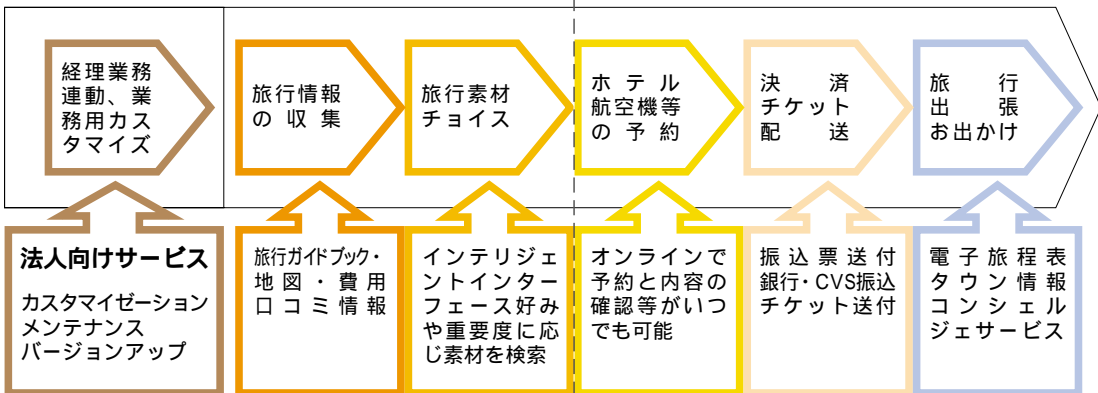 経理業務
連動、業
務用カス
タマイズ
旅行情報
の収集
旅行素材
チョイス
ホテル
航空機等
の予約
決済
チケット
配送
旅行
出張
お出かけ
法人向けサービス
カスタマイゼーション
メンテナンス
バージョンアップ
旅行ガイドブック・
地図・費用
口コミ情報
インテリジェ
ントインター
フェース好み
や重要度に応
じ素材を検索
オンラインで
予約と内容の
確認等がいつ
でも可能
振込票送付
銀行・CVS振込
チケット送付
電子旅程表
タウン情報
コンシェル
ジェサービス